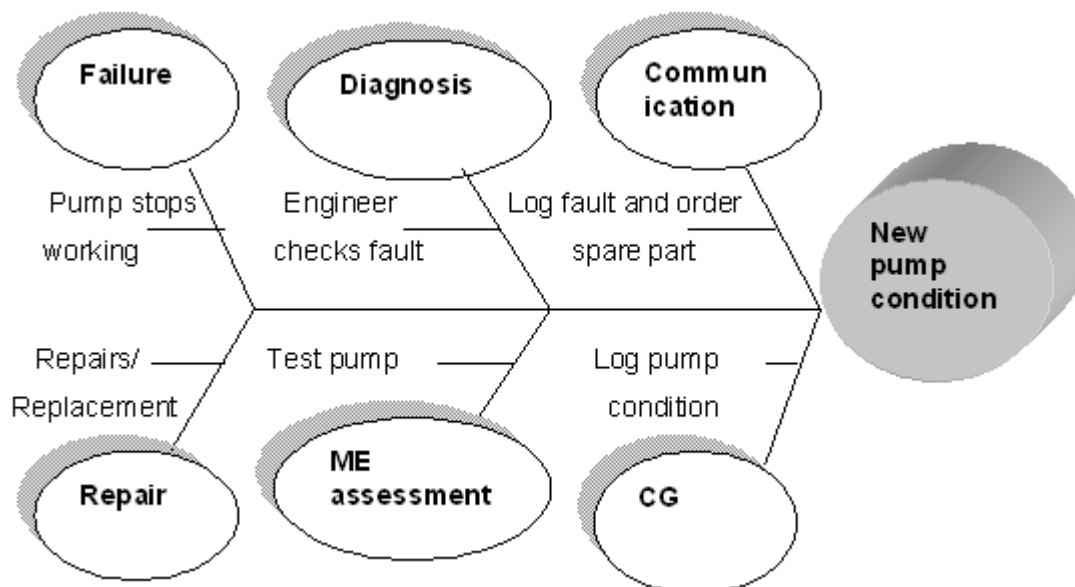 Failure
Diagnosis
Commun
ication
Pump stops
working
Engineer
checks fault
Log fault and order
spare part
New
pump
condition
Repairs/
Replacement
Test pump
Log pump
condition
Repair
ME
assessment
CG